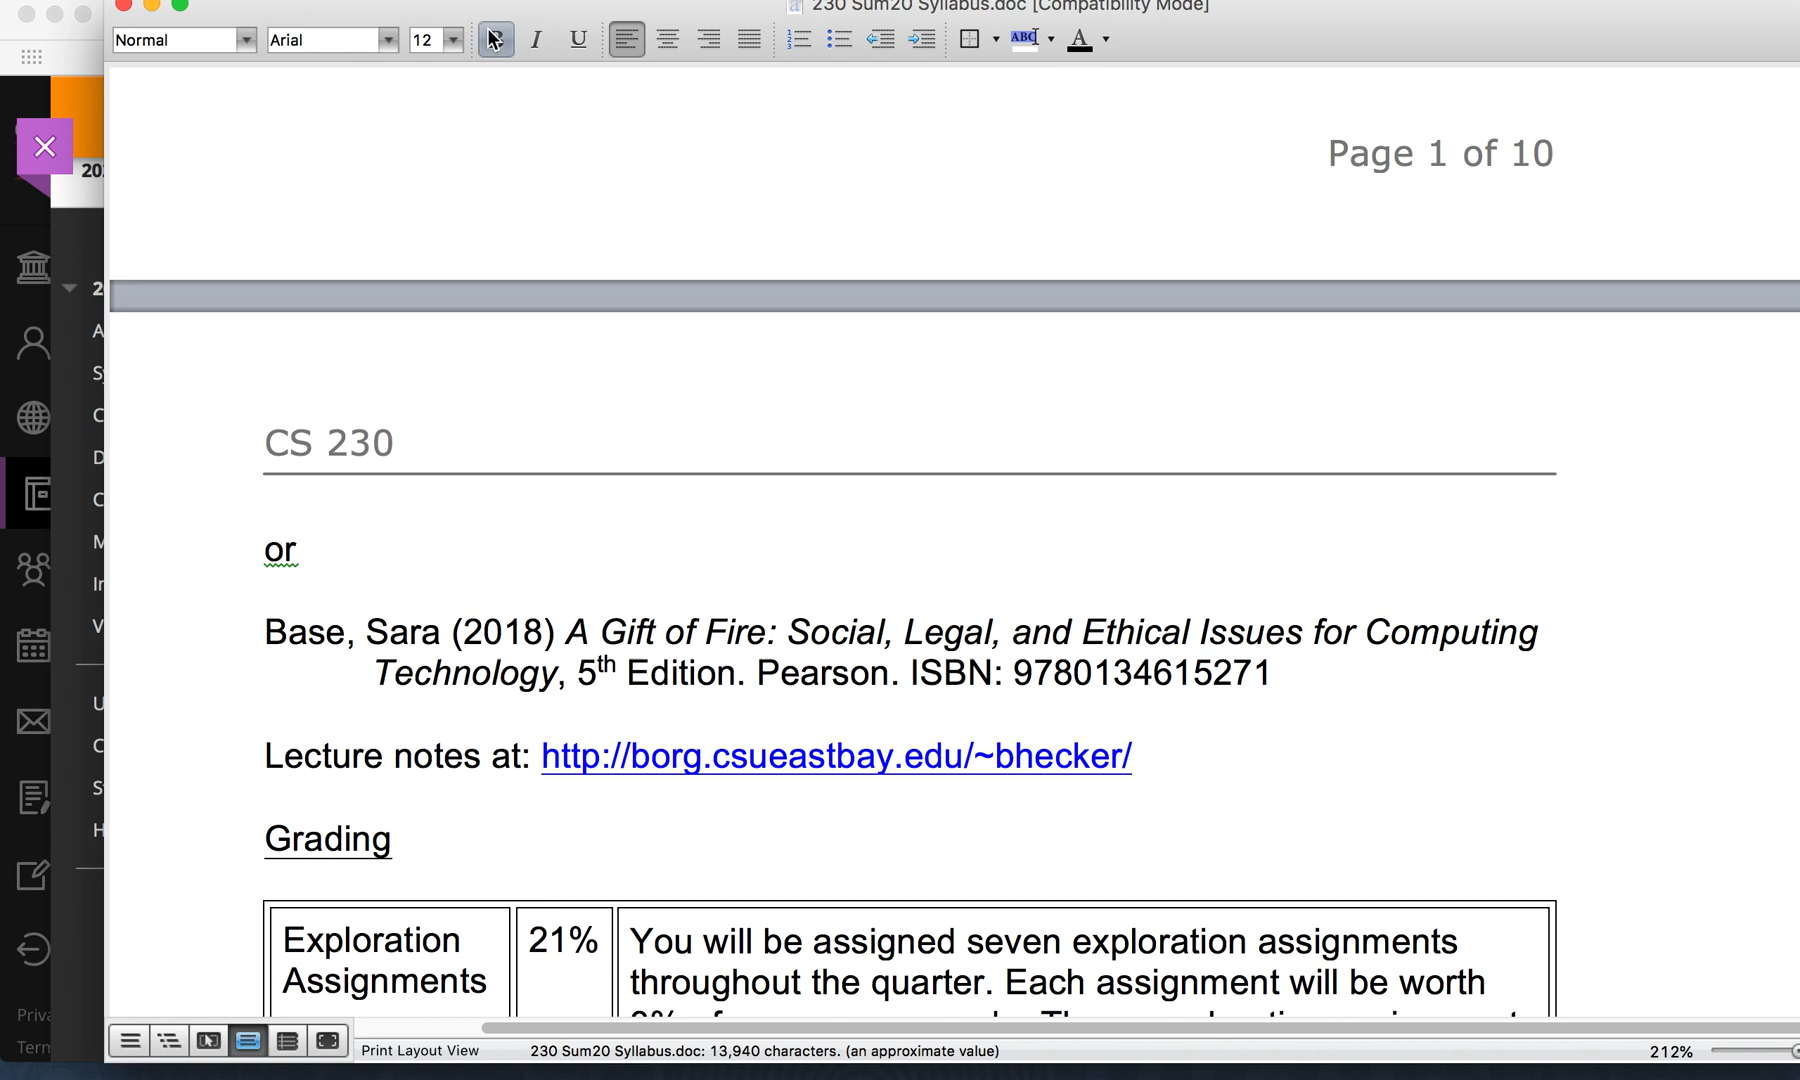 230 Sum20 Syllabus.doc [Compatibility Mode]
Normal
Arial
12
I
U
ABC
A
Page 1 of 10
CS 230
or
Base, Sara (2018) A Gift of Fire: Social, Legal, and Ethical Issues for Computing
Technology, 5th Edition. Pearson. ISBN: 9780134615271
Lecture notes at: http://borg.csueastbay.edu/~bhecker/
Grading
Exploration
Assignments
21%
You will be assigned seven exploration assignments
throughout the quarter. Each assignment will be worth
Print Layout View
230 Sum20 Syllabus.doc: 13,940 characters. (an approximate value)
212%